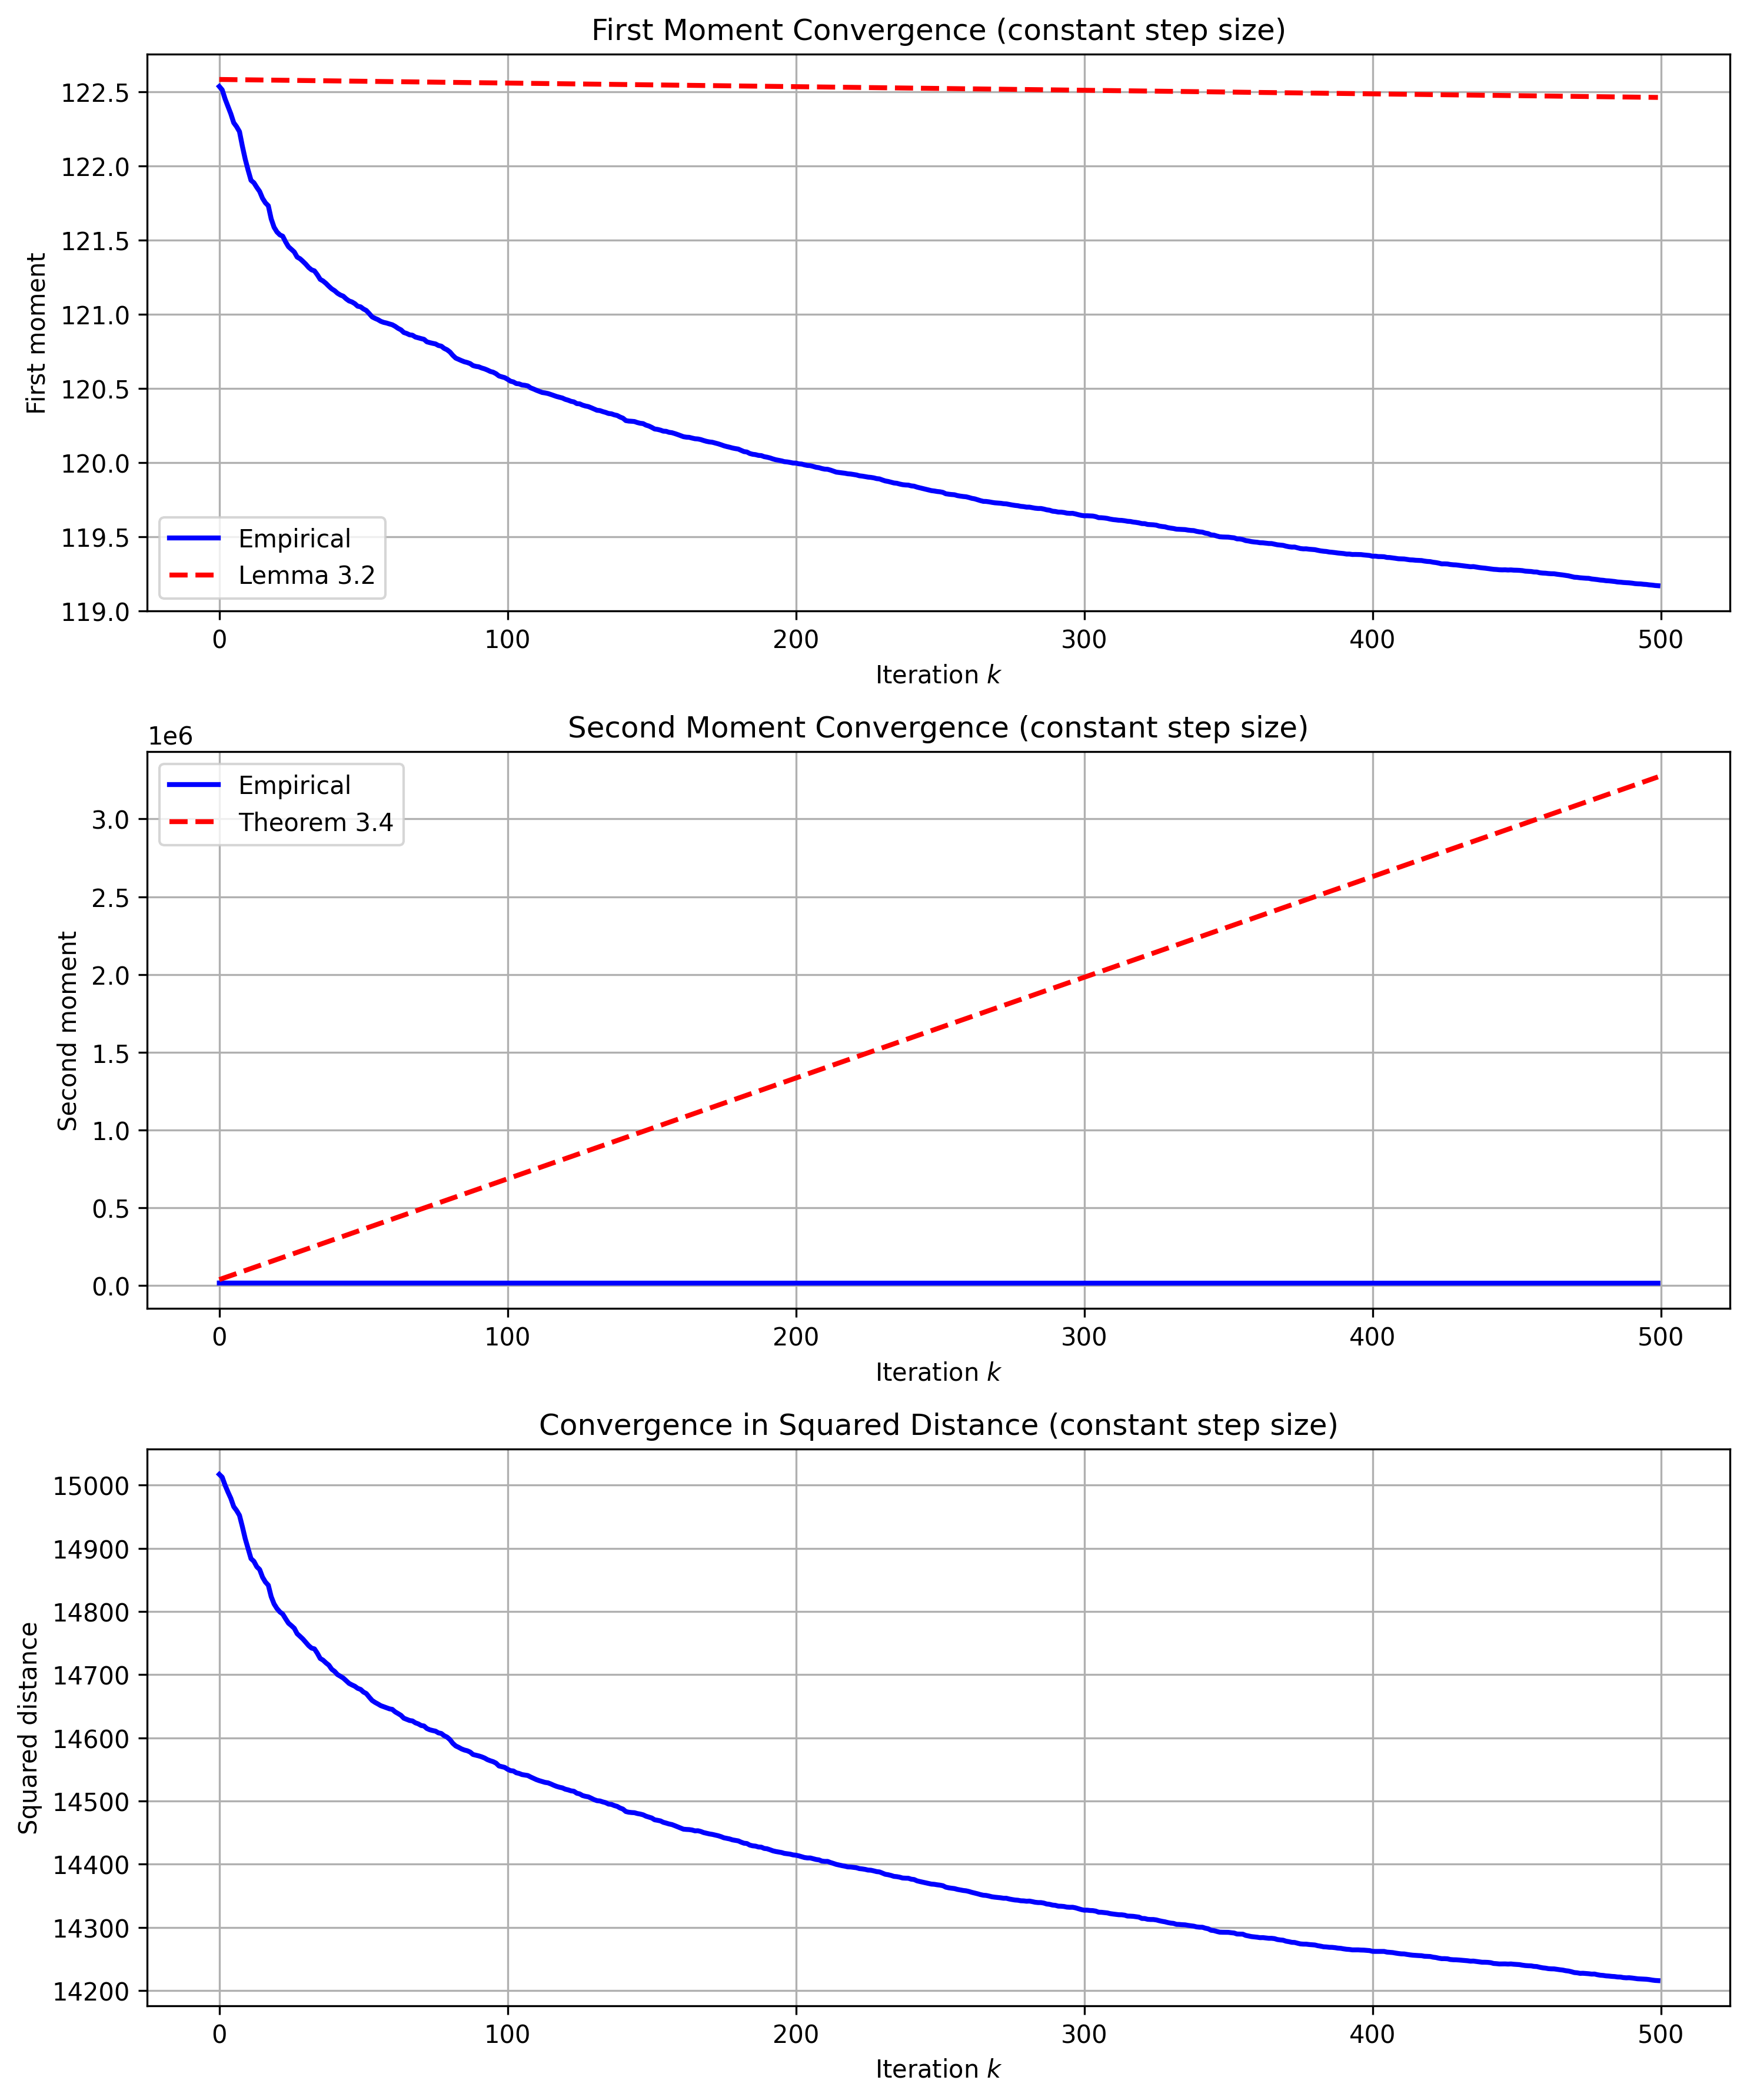 First Moment Convergence (constant step size)
122.5
122.0
121.5
121.0
120.5
120.0
119.5
119.0
First moment
Empirical
Lemma 3.2
0 100 200 300 400 500
Iteration k
Second Moment Convergence (constant step size)
1e6
3.0
2.5
2.0
1.5
1.0
0.5
0.0
Second moment
Empirical
Theorem 3.4
0 100 200 300 400 500
Iteration k
Convergence in Squared Distance (constant step size)
15000
14900
14800
14700
14600
14500
14400
14300
14200
Squared distance
0 100 200 300 400 500
Iteration k